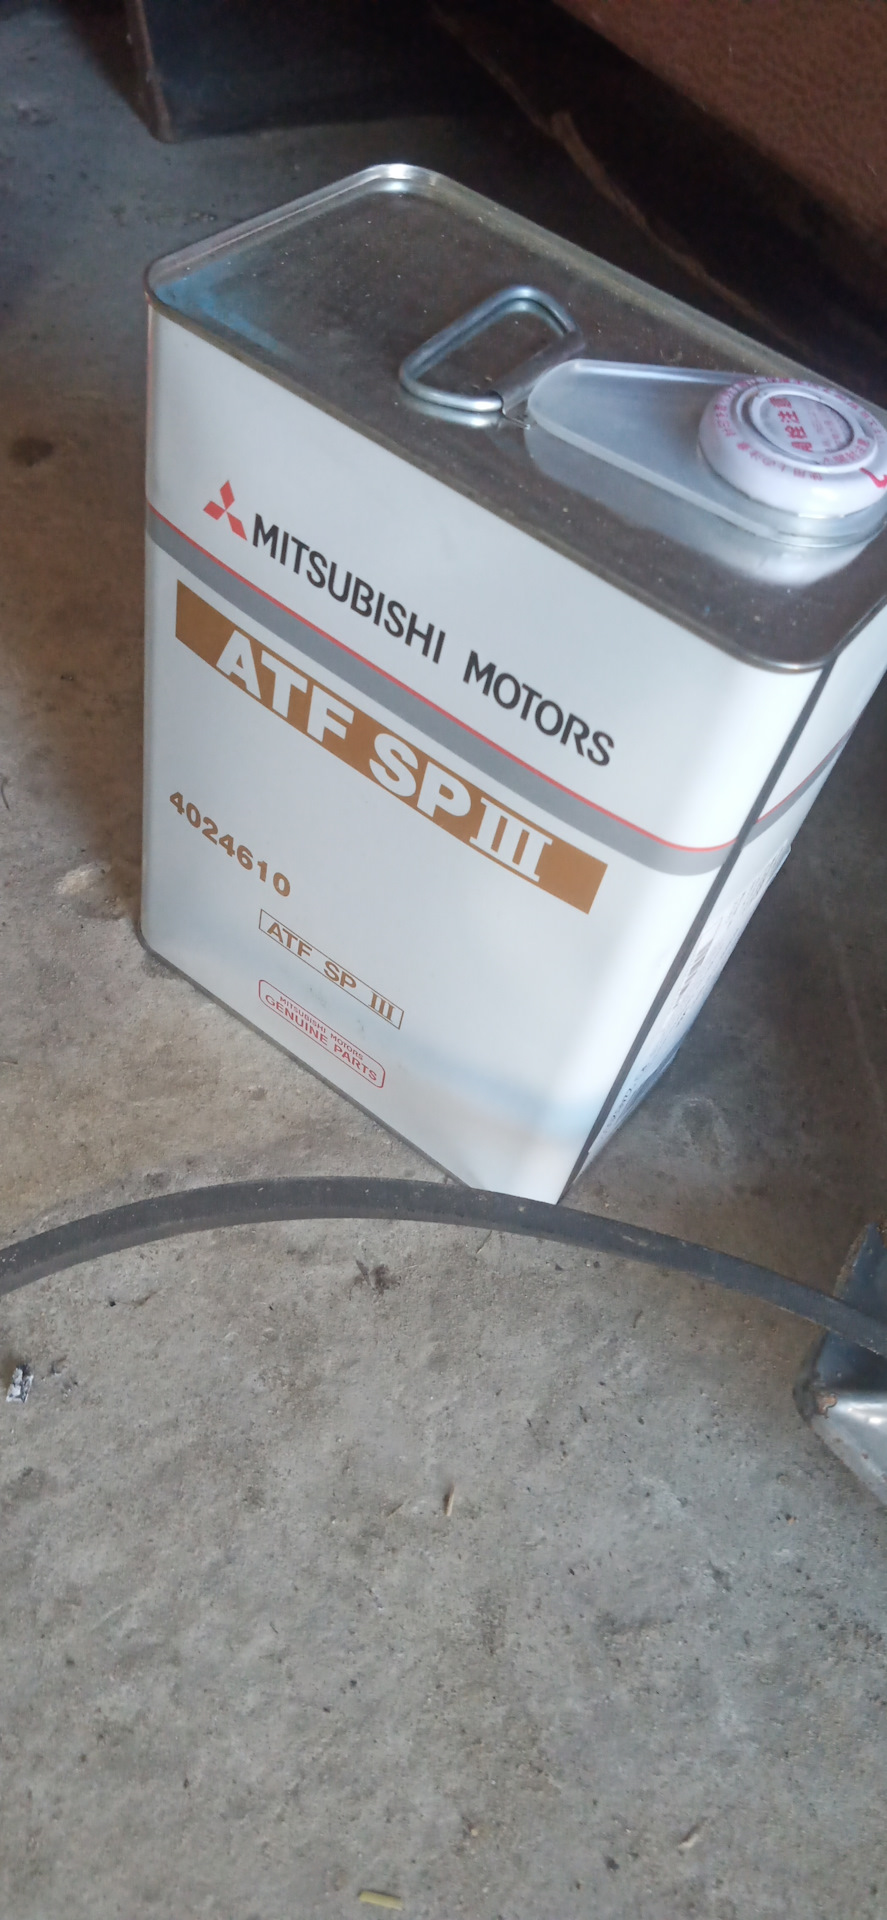 MITSUBISHI MOTORS
ATF SP III
4024610
ATF SP III
MITSUBISHI MOTORS
GENUINE PARTS